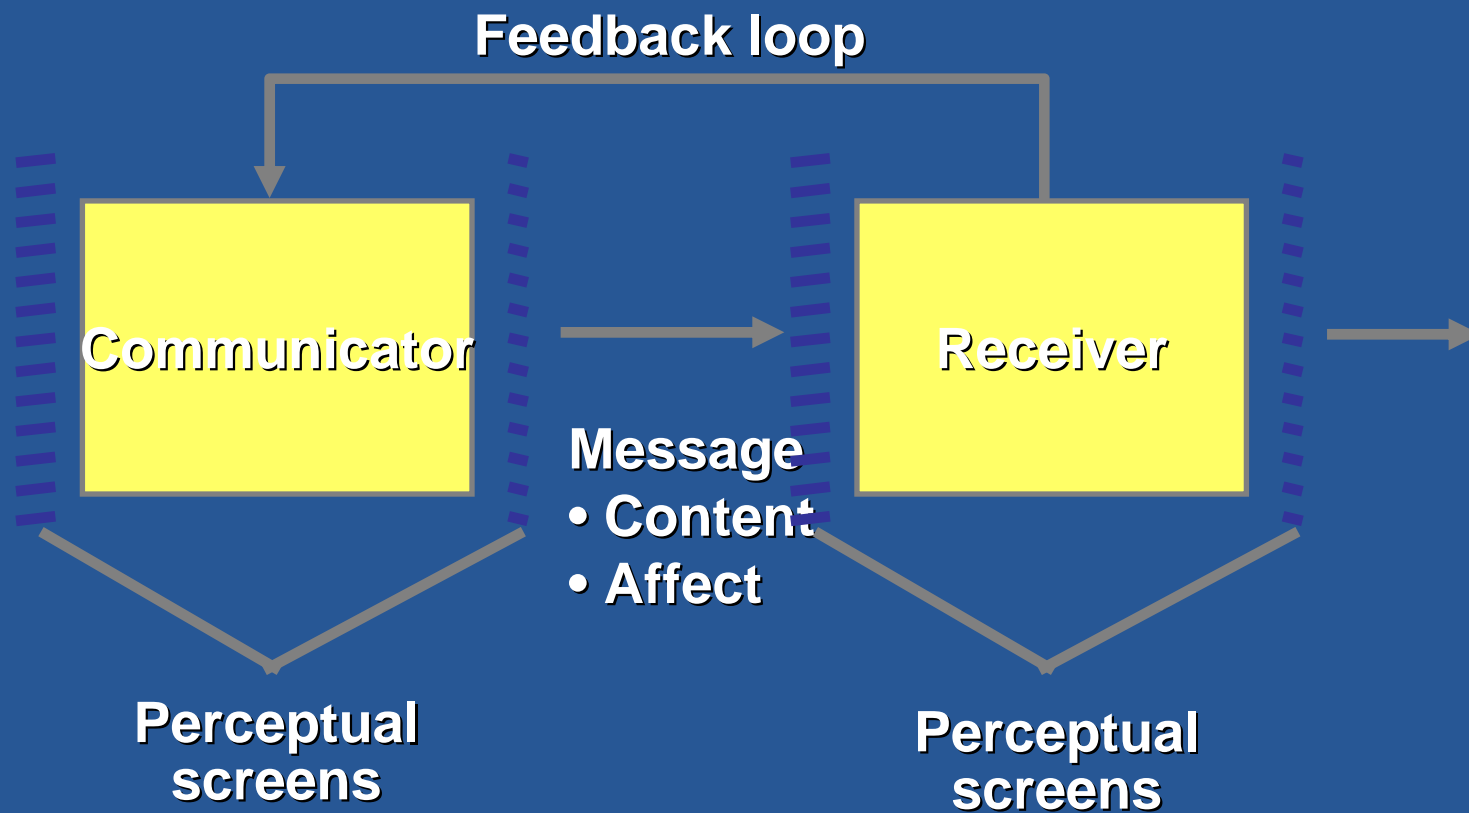 Feedback loop
Communicator
Receiver
Message
• Content
• Affect
Perceptual
screens
Perceptual
screens